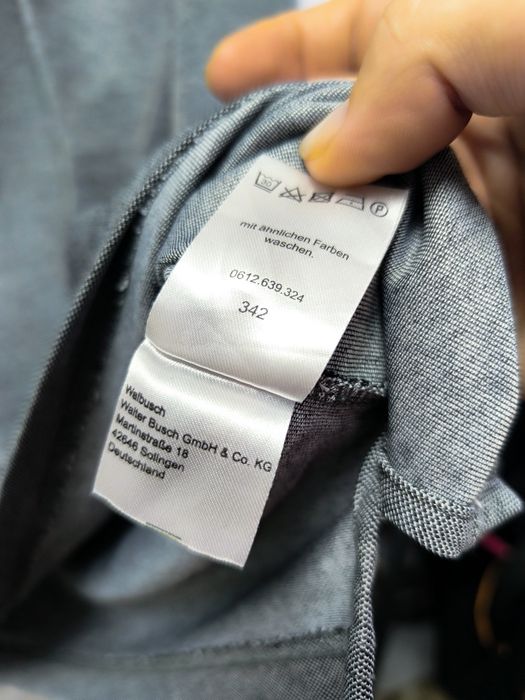 30
P
mit ähnlichen Farben
waschen.
0612.639.324
342
Walbusch
Walter Busch GmbH & Co. KG
Martinstraße 18
42646 Solingen
Deutschland